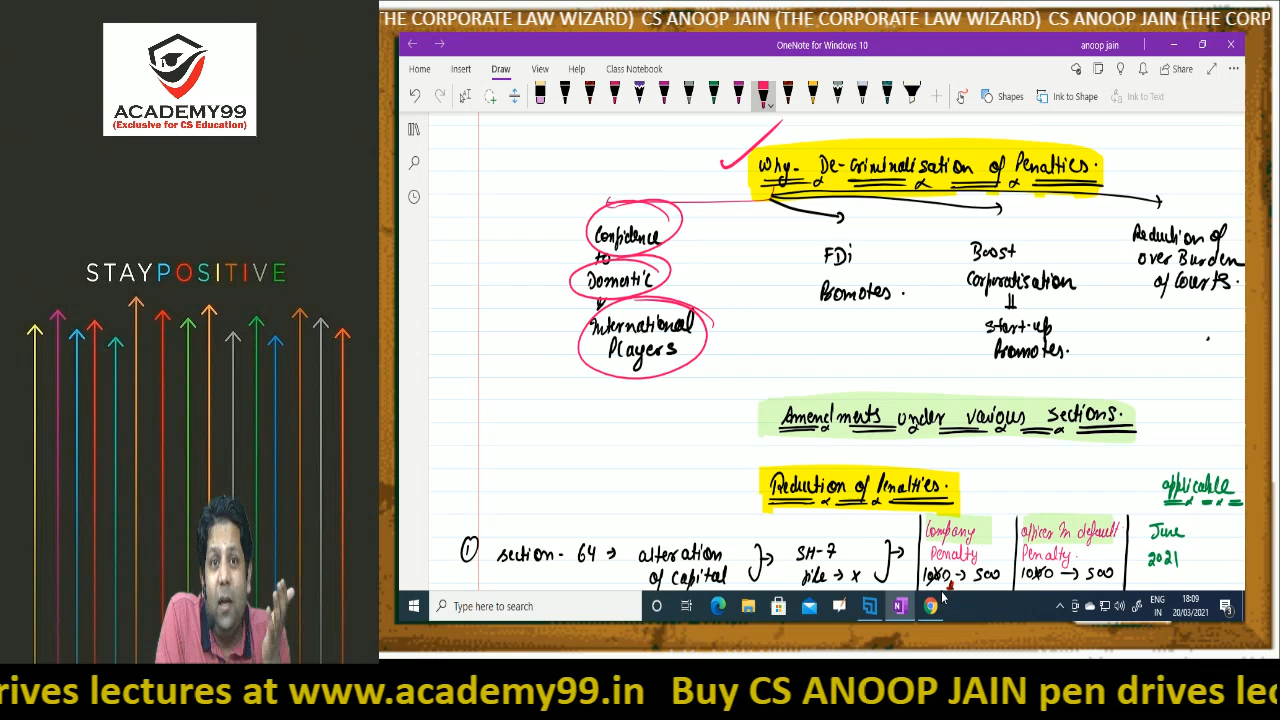 THE CORPORATE LAW WIZARD) CS ANOOP JAIN (THE CORPORATE LAW WIZARD) CS ANOOP JAIN (THE CORP
ACADEMY99
(Exclusive for CS Education)
STAYPOSITIVE
OneNote for Windows 10
anoop jain
Home Insert Draw View Help Class Notebook
Share
Shapes Ink to Shape Ink to Text
Why - De-Criminalisation of Penalties.
Confidence
to
Domestic
&
International
Players
FDi
Promotes.
Boost
Corporatisation
=
Start-up
Promotes.
Reduction of
over Burden
of Courts.
Amendments under various sections.
Reduction of Penalties.
applicable
June
2021
① section - 64 → alteration
of capital
SH-7
file → x
Company
Penalty
1000 → 500
officer in default
Penalty.
1000 → 500
Type here to search
ENG
IN
18:09
20/03/2021
3
rives lectures at www.academy99.in Buy CS ANOOP JAIN pen drives lec